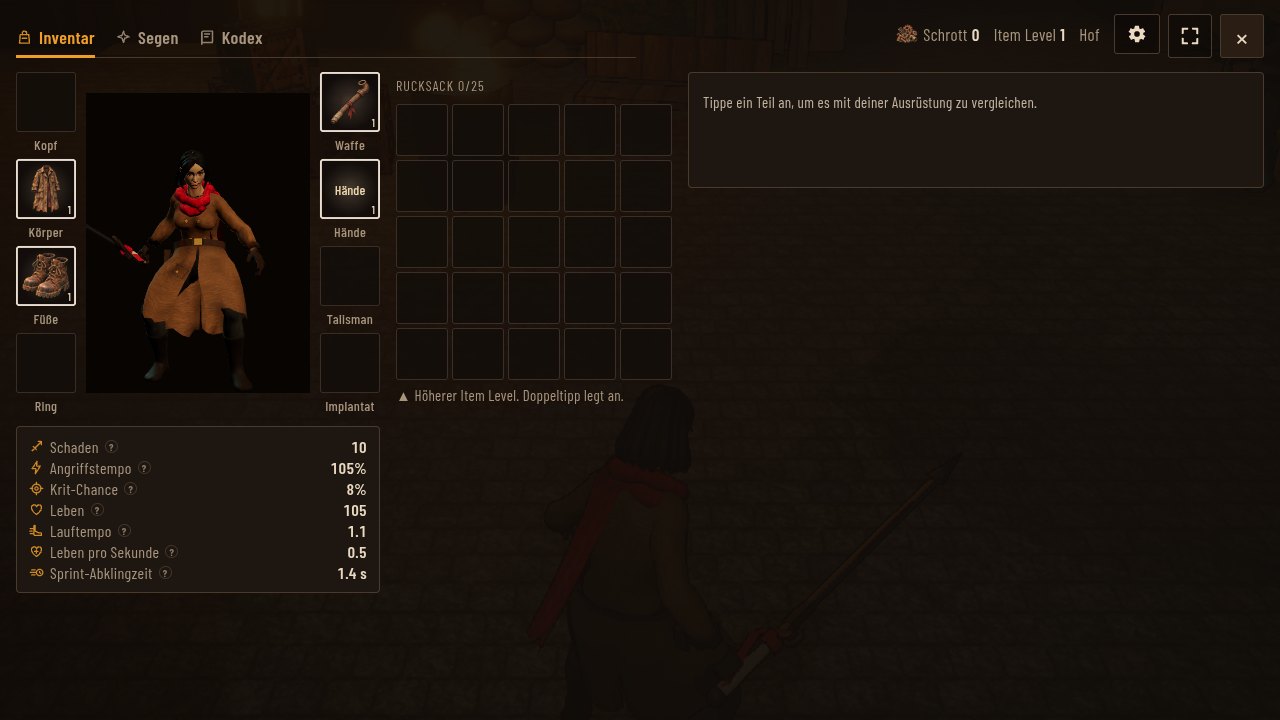 Inventar
Segen
Kodex
Schrott 0
Item Level 1
Hof
×
Kopf
1
Körper
1
Füße
Ring
1
Waffe
Hände
1
Hände
Talisman
Implantat
RUCKSACK 0/25
▲ Höherer Item Level. Doppeltipp legt an.
Tippe ein Teil an, um es mit deiner Ausrüstung zu vergleichen.
Schaden ? 10
Angriffstempo ? 105%
Krit-Chance ? 8%
Leben ? 105
Lauftempo ? 1.1
Leben pro Sekunde ? 0.5
Sprint-Abklingzeit ? 1.4 s